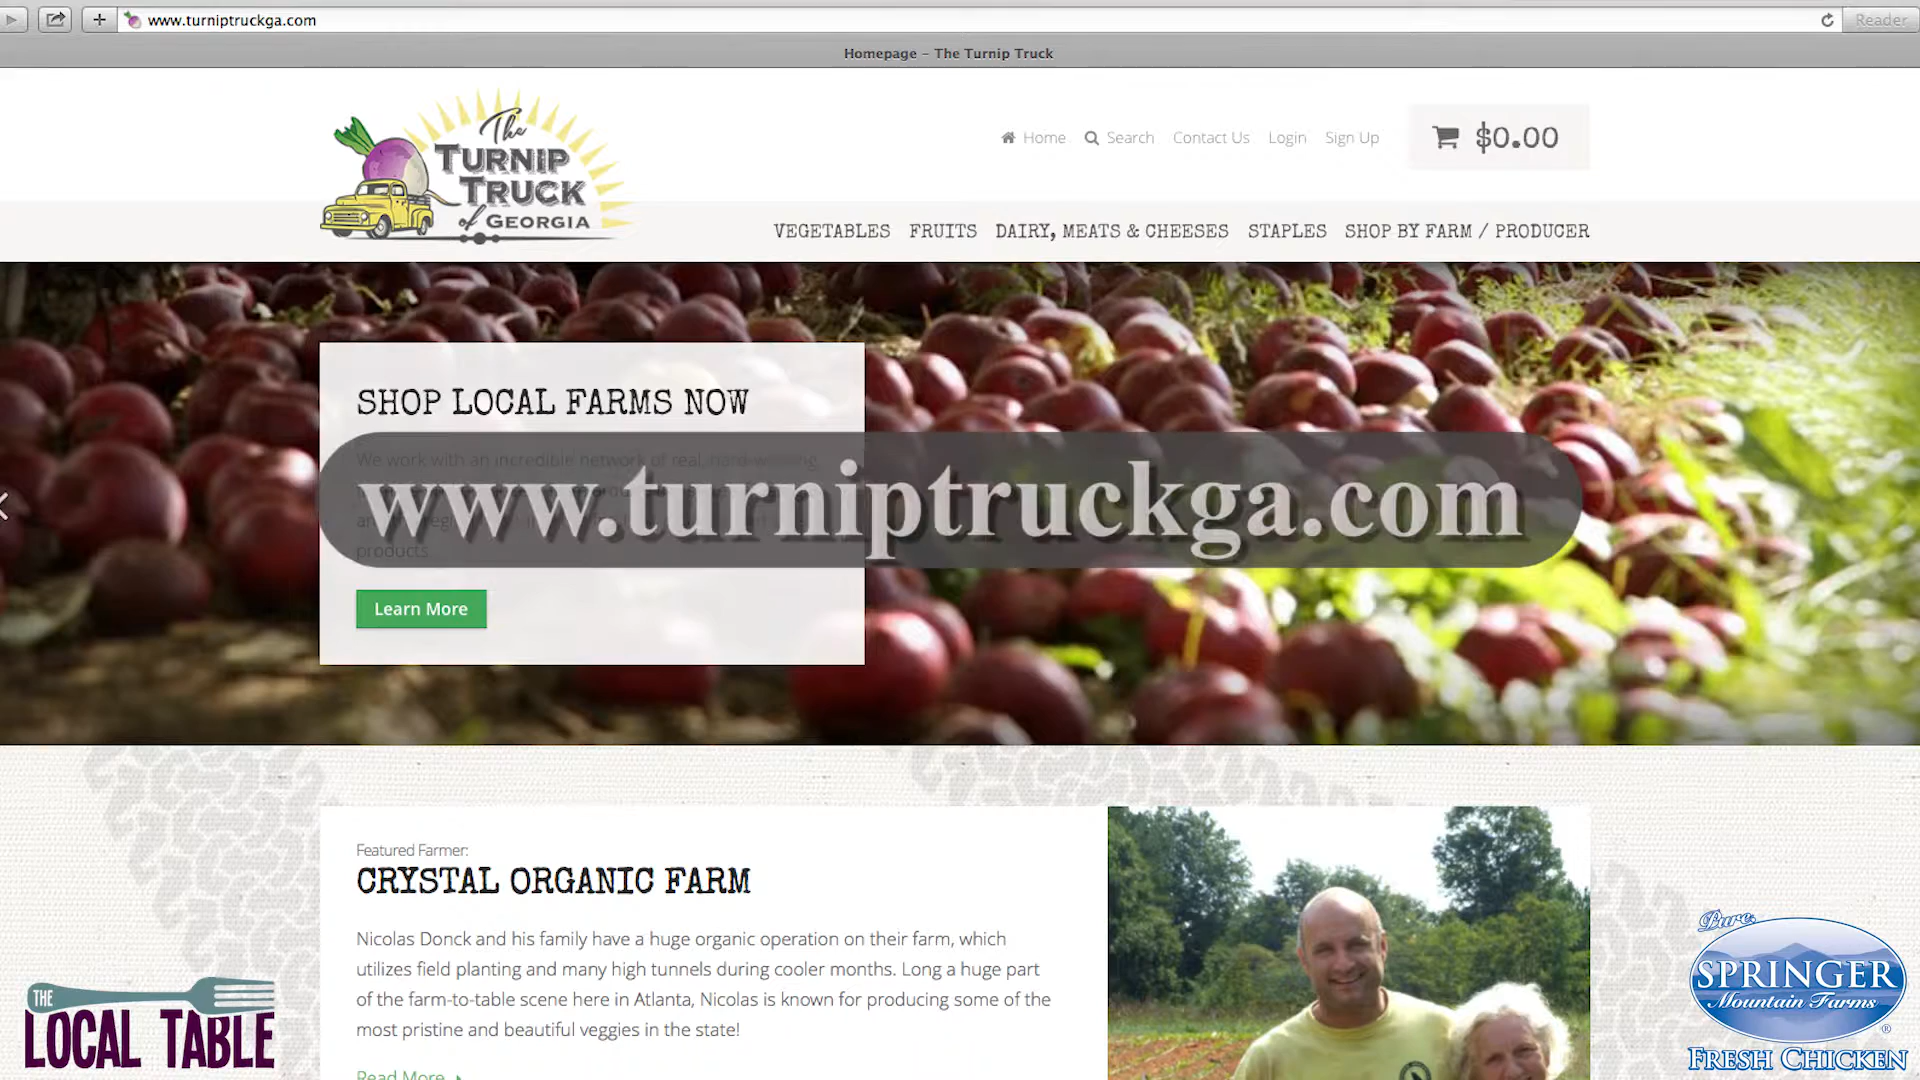 www.turniptruckga.com
Reader
Homepage – The Turnip Truck
The
TURNIP
TRUCK
of GEORGIA
Home Search Contact Us Login Sign Up $0.00
VEGETABLES FRUITS DAIRY, MEATS & CHEESES STAPLES SHOP BY FARM / PRODUCER
SHOP LOCAL FARMS NOW
We work with an incredible network of real, hard-working
www.turniptruckga.com
products.
Learn More
Featured Farmer:
CRYSTAL ORGANIC FARM
Nicolas Donck and his family have a huge organic operation on their farm, which
utilizes field planting and many high tunnels during cooler months. Long a huge part
of the farm-to-table scene here in Atlanta, Nicolas is known for producing some of the
most pristine and beautiful veggies in the state!
Read More
THE
LOCAL TABLE
Pure.
SPRINGER
Mountain Farms
®
FRESH CHICKEN